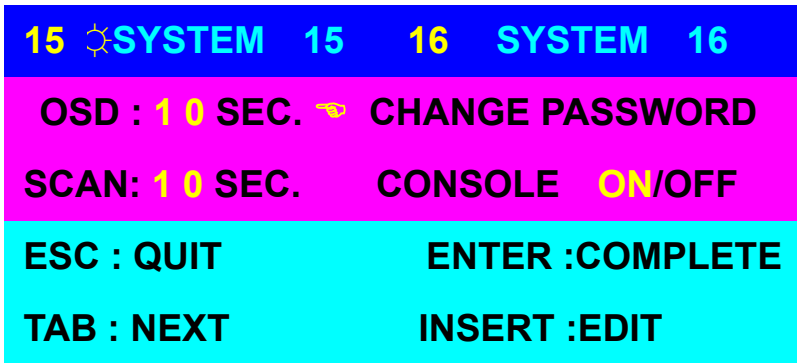 15 ☼SYSTEM 15 16 SYSTEM 16
OSD : 1 0 SEC. ☜ CHANGE PASSWORD
SCAN: 1 0 SEC. CONSOLE ON/OFF
ESC : QUIT ENTER :COMPLETE
TAB : NEXT INSERT :EDIT